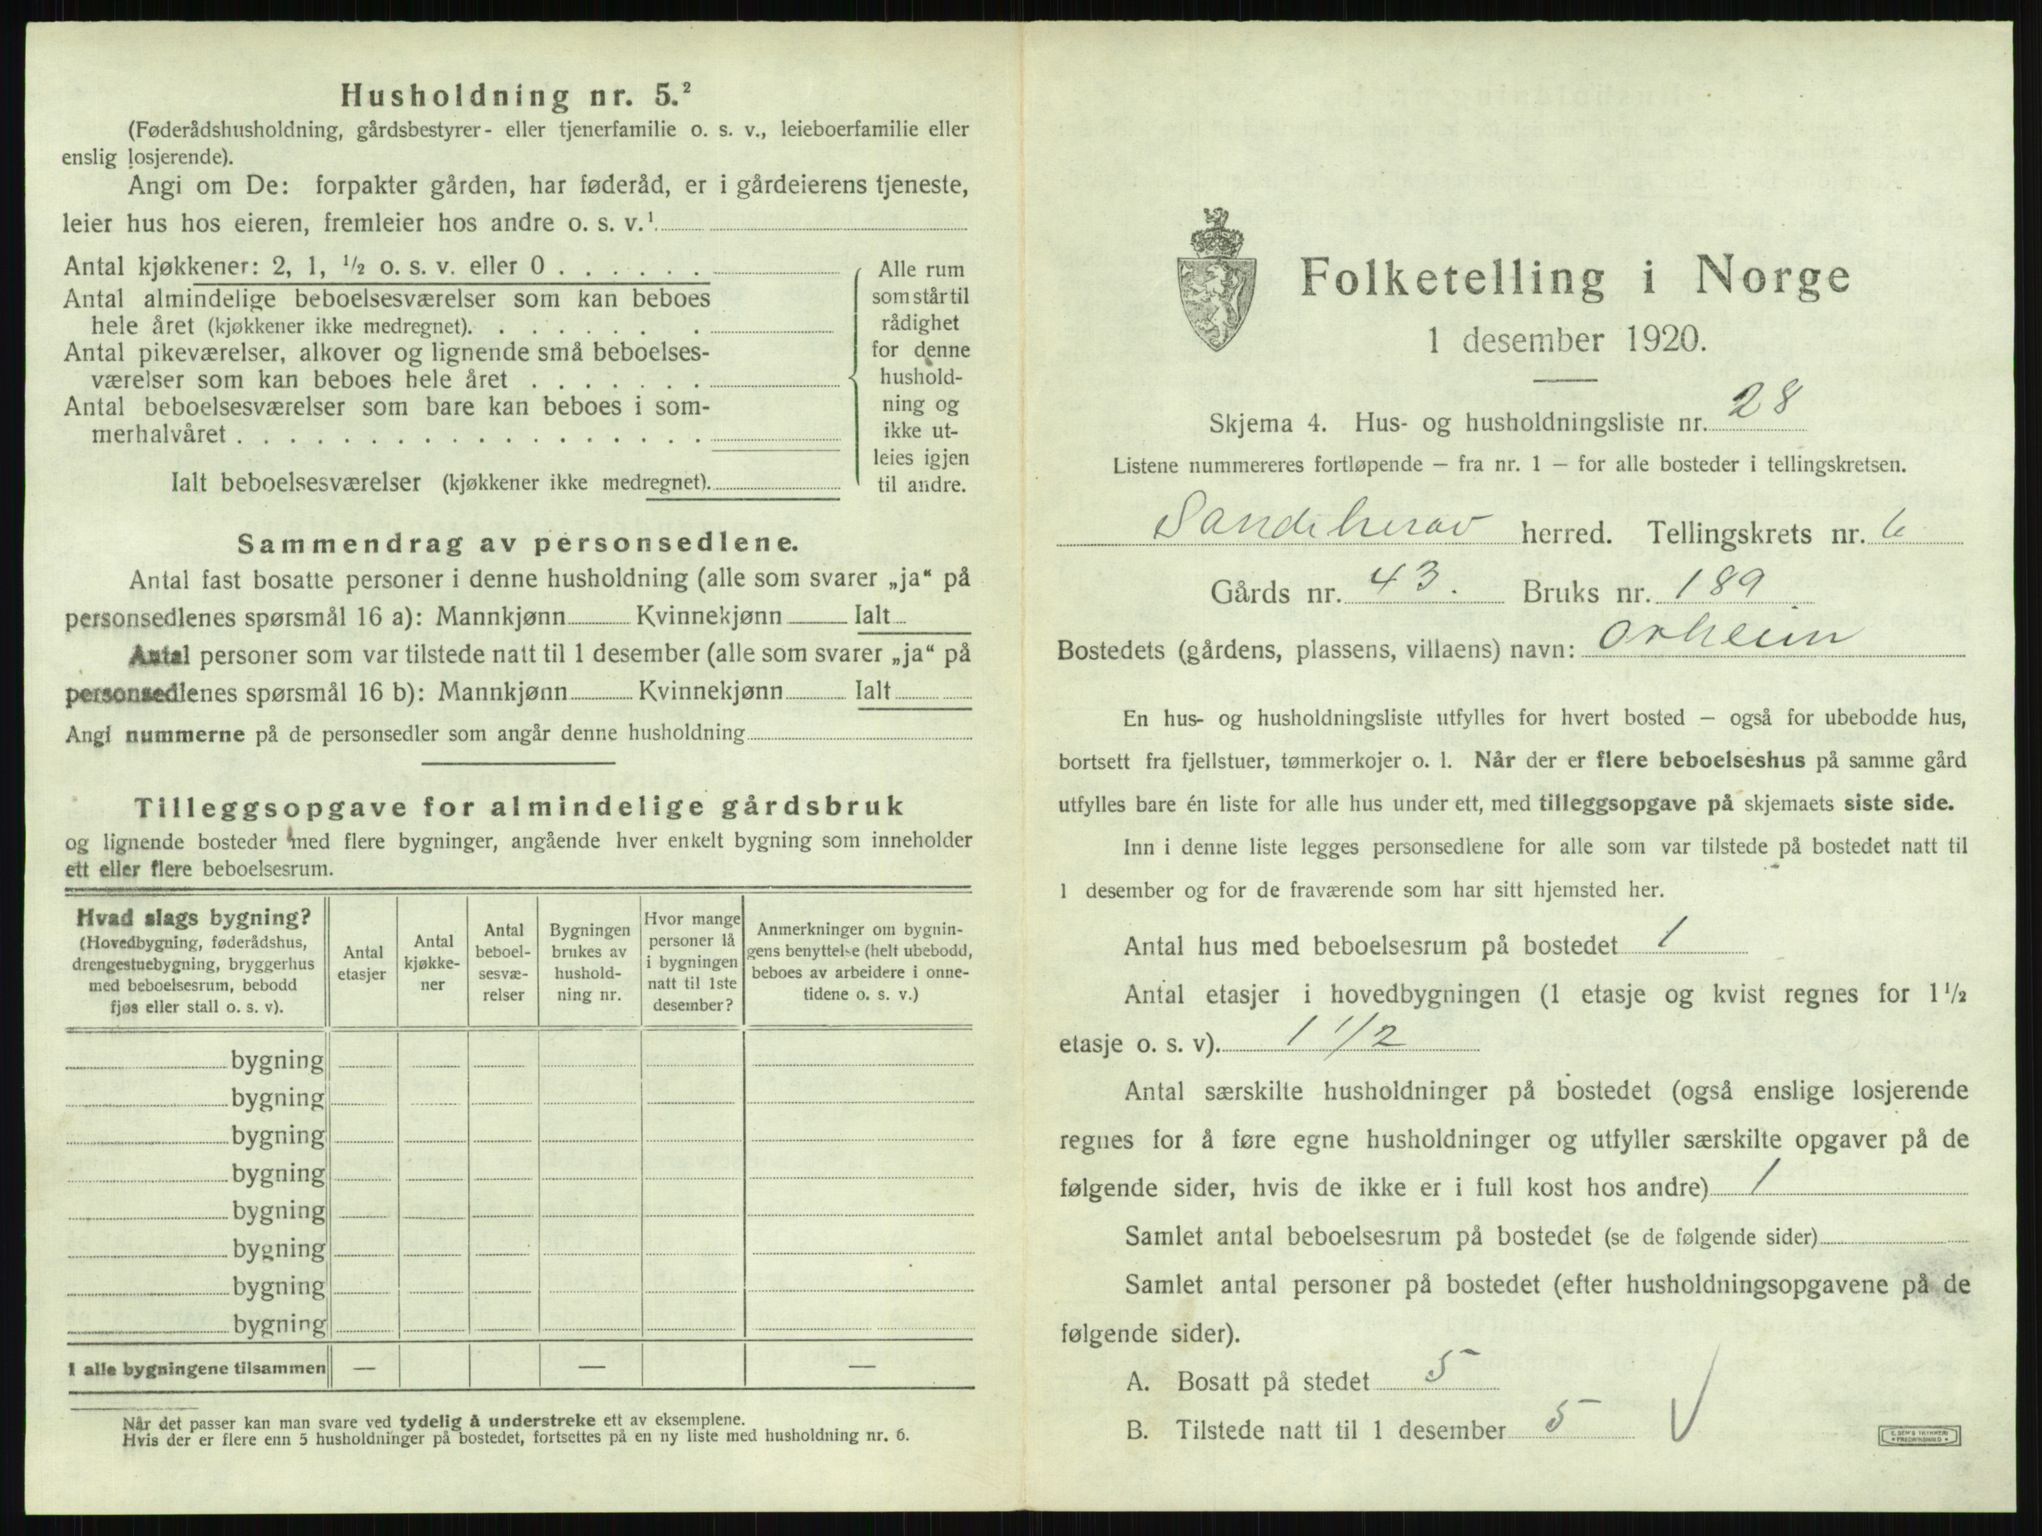 Husholdning nr. 5.²
(Føderådshusholdning, gårdsbestyrer- eller tjenerfamilie o. s. v., leieboerfamilie eller
enslig losjerende).
Angi om De: forpakter gården, har føderåd, er i gårdeierens tjeneste,
leier hus hos eieren, fremleier hos andre o. s. v.¹
Antal kjøkkener: 2, 1, ½ o. s. v. eller 0 . . . . . .
Antal almindelige beboelsesværelser som kan beboes
hele året (kjøkkener ikke medregnet). . . . . . . .
Antal pikeværelser, alkover og lignende små beboelses-
værelser som kan beboes hele året . . . . . . .
Antal beboelsesværelser som bare kan beboes i som-
merhalvåret . . . . . . . . . . . . . . . . . .
Ialt beboelsesværelser (kjøkkener ikke medregnet).
Alle rum
som står til
rådighet
for denne
hushold-
ning og
ikke ut-
leies igjen
til andre.
Sammendrag av personsedlene.
Antal fast bosatte personer i denne husholdning (alle som svarer „ja“ på
personsedlenes spørsmål 16 a): Mannkjønn Kvinnekjønn Ialt
Antal personer som var tilstede natt til 1 desember (alle som svarer „ja“ på
personsedlenes spørsmål 16 b): Mannkjønn Kvinnekjønn Ialt
Angi nummerne på de personsedler som angår denne husholdning
Tilleggsopgave for almindelige gårdsbruk
og lignende bosteder med flere bygninger, angående hver enkelt bygning som inneholder
ett eller flere beboelsesrum.
Hvad slags bygning?
(Hovedbygning, føderådshus,
drengestuebygning, bryggerhus
med beboelsesrum, bebodd
fjøs eller stall o. s. v).
Antal
etasjer
Antal
kjøkke-
ner
Antal
beboel-
sesvæ-
relser
Bygningen
brukes av
hushold-
ning nr.
Hvor mange
personer lå
i bygningen
natt til 1ste
desember?
Anmerkninger om bygnin-
gens benyttelse (helt ubebodd,
beboes av arbeidere i onne-
tidene o. s. v.)
bygning
bygning
bygning
bygning
bygning
bygning
bygning
bygning
I alle bygningene tilsammen — — —
Når det passer kan man svare ved tydelig å understreke ett av eksemplene.
Hvis der er flere enn 5 husholdninger på bostedet, fortsettes på en ny liste med husholdning nr. 6.
Folketelling i Norge
1 desember 1920.
Skjema 4. Hus- og husholdningsliste nr. 28
Listene nummereres fortløpende – fra nr. 1 – for alle bosteder i tellingskretsen.
Sandeherav herred. Tellingskrets nr. 6
Gårds nr. 43. Bruks nr. 189
Bostedets (gårdens, plassens, villaens) navn: Orheim
En hus- og husholdningsliste utfylles for hvert bosted – også for ubebodde hus,
bortsett fra fjellstuer, tømmerkojer o. l. Når der er flere beboelseshus på samme gård
utfylles bare én liste for alle hus under ett, med tilleggsopgave på skjemaets siste side.
Inn i denne liste legges personsedlene for alle som var tilstede på bostedet natt til
1 desember og for de fraværende som har sitt hjemsted her.
Antal hus med beboelsesrum på bostedet 1
Antal etasjer i hovedbygningen (1 etasje og kvist regnes for 1½
etasje o. s. v). 1 1/2
Antal særskilte husholdninger på bostedet (også enslige losjerende
regnes for å føre egne husholdninger og utfyller særskilte opgaver på de
følgende sider, hvis de ikke er i full kost hos andre) 1
Samlet antal beboelsesrum på bostedet (se de følgende sider)
Samlet antal personer på bostedet (efter husholdningsopgavene på de
følgende sider).
A. Bosatt på stedet 5
B. Tilstede natt til 1 desember 5